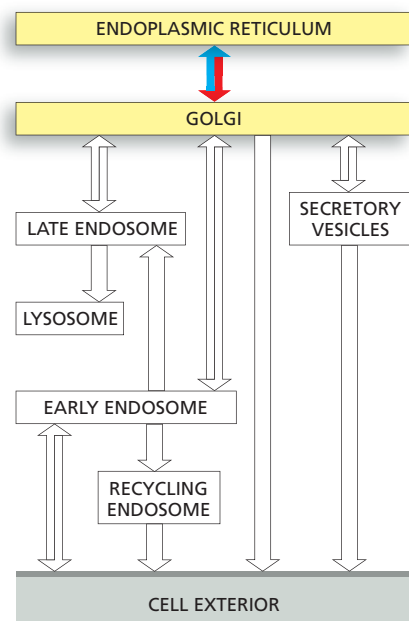 ENDOPLASMIC RETICULUM
GOLGI
LATE ENDOSOME
SECRETORY
VESICLES
LYSOSOME
EARLY ENDOSOME
RECYCLING
ENDOSOME
CELL EXTERIOR